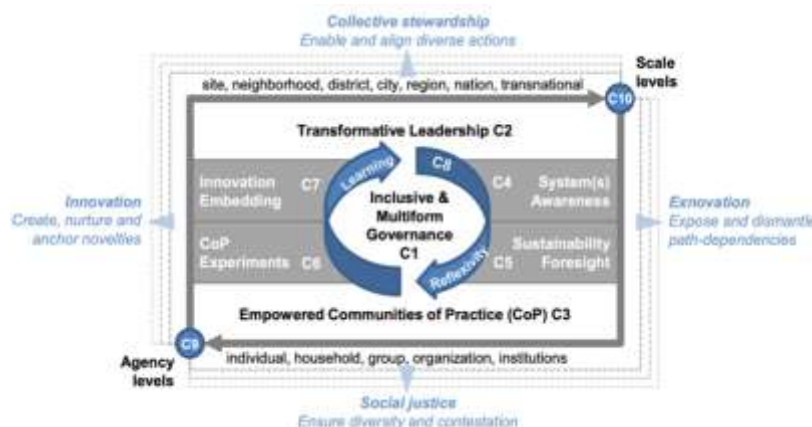 Collective stewardship
Enable and align diverse actions
Scale
levels
site, neighborhood, district, city, region, nation, transnational
C10
Transformative Leadership C2
Learning
C8
Innovation
Embedding
C7
C4
System(s)
Awareness
Inclusive &
Multiform
Governance
C1
Innovation
Create, nurture and
anchor novelties
Exnovation
Expose and dismantle
path-dependencies
CoP
Experiments
C6
C5
Sustainability
Foresight
Reflexivity
Empowered Communities of Practice (CoP) C3
C9
Agency
levels
individual, household, group, organization, institutions
Social justice
Ensure diversity and contestation